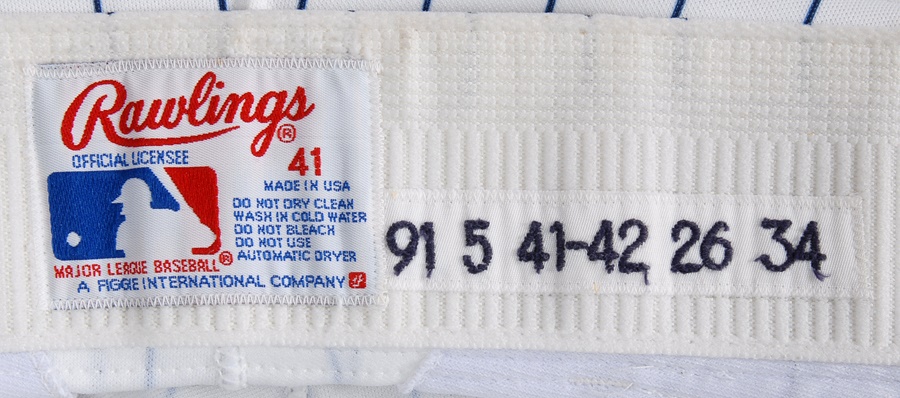 Rawlings®
OFFICIAL LICENSEE
41
MADE IN USA
DO NOT DRY CLEAN
WASH IN COLD WATER
DO NOT BLEACH
DO NOT USE
AUTOMATIC DRYER
®
MAJOR LEAGUE BASEBALL
A FIGGIE INTERNATIONAL COMPANY
91 5 41-42 26 34